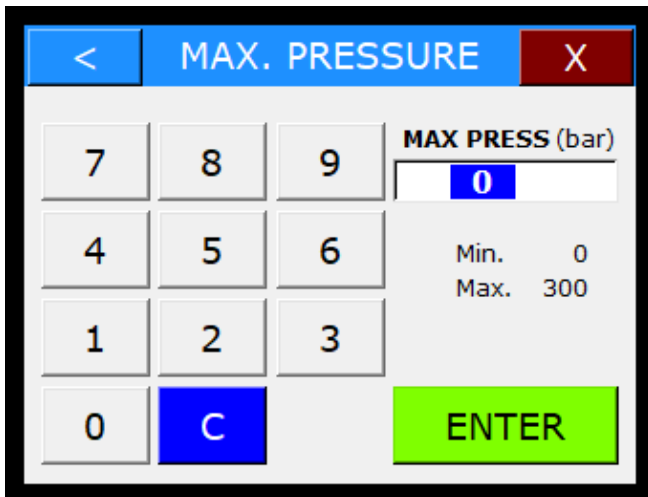 < MAX. PRESSURE X
7 8 9 MAX PRESS (bar)
0
4 5 6 Min. 0
Max. 300
1 2 3
0 C ENTER